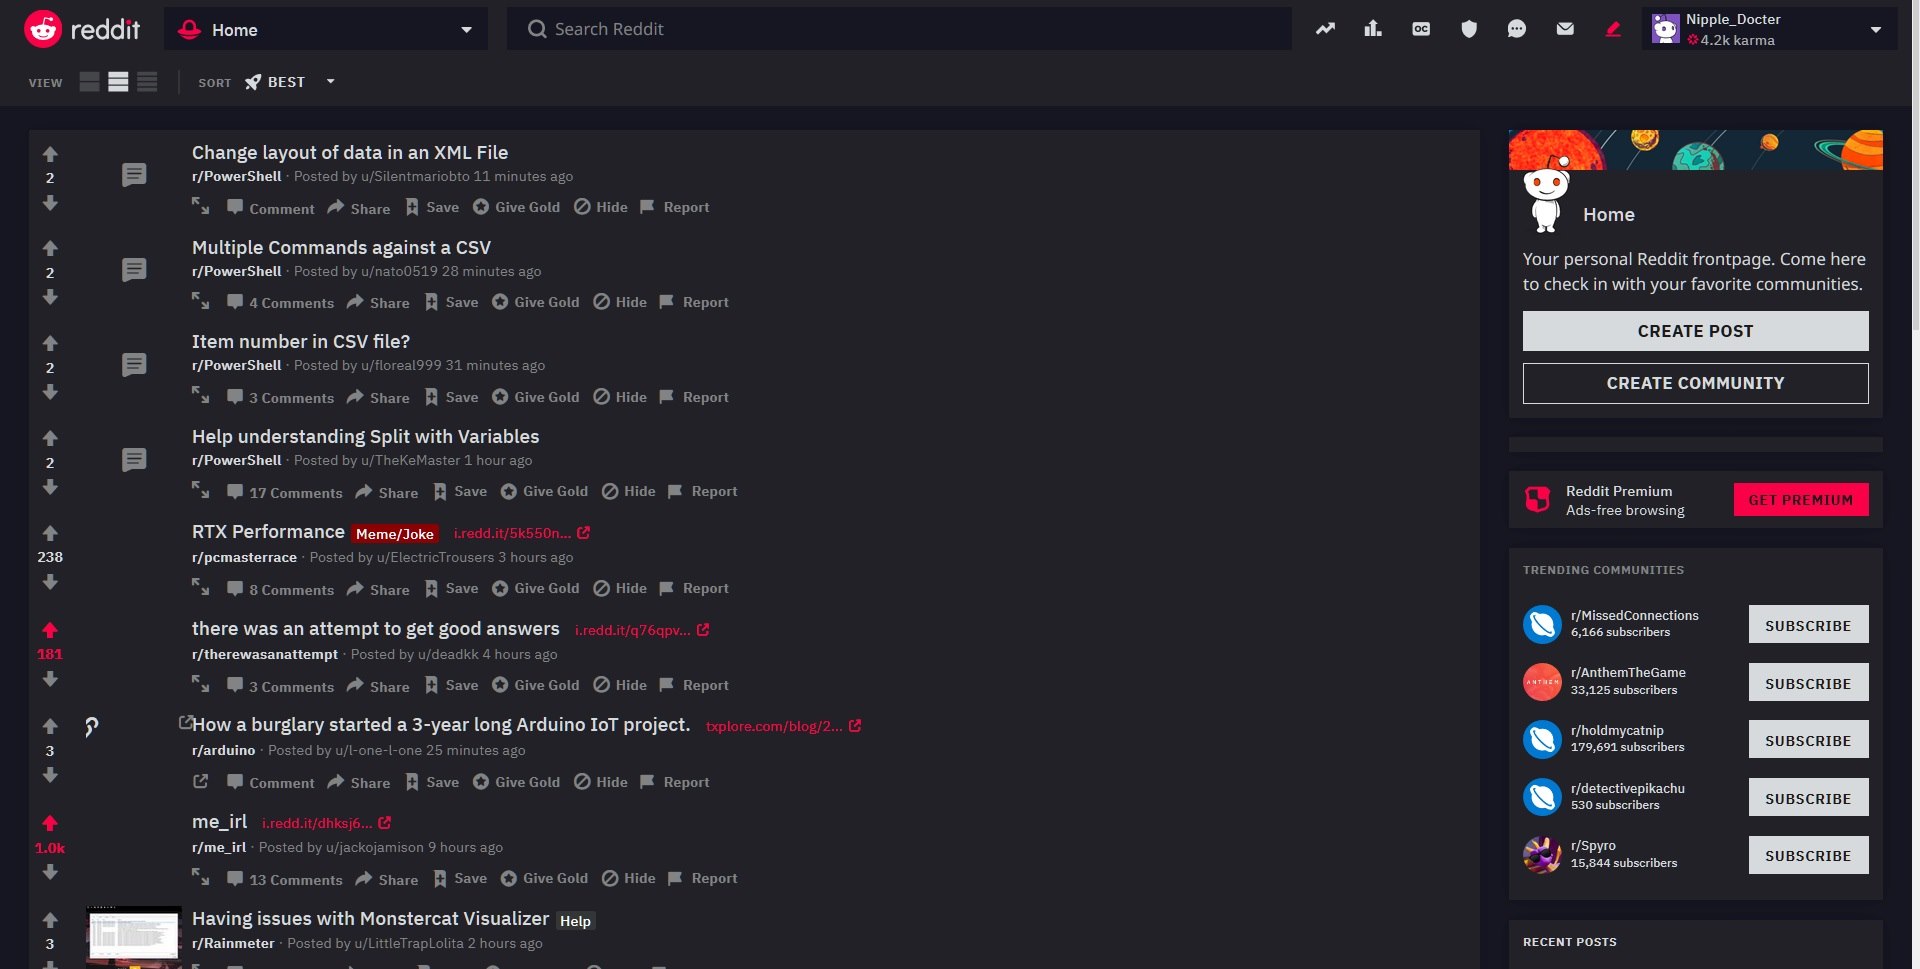 reddit
Home
Search Reddit
OC
Nipple_Docter
4.2k karma
VIEW
SORT
BEST
2
Change layout of data in an XML File
r/PowerShell · Posted by u/Silentmariobto 11 minutes ago
Comment Share Save Give Gold Hide Report
2
Multiple Commands against a CSV
r/PowerShell · Posted by u/nato0519 28 minutes ago
4 Comments Share Save Give Gold Hide Report
2
Item number in CSV file?
r/PowerShell · Posted by u/floreal999 31 minutes ago
3 Comments Share Save Give Gold Hide Report
2
Help understanding Split with Variables
r/PowerShell · Posted by u/TheKeMaster 1 hour ago
17 Comments Share Save Give Gold Hide Report
238
RTX Performance Meme/Joke i.redd.it/5k550n...
r/pcmasterrace · Posted by u/ElectricTrousers 3 hours ago
8 Comments Share Save Give Gold Hide Report
181
there was an attempt to get good answers i.redd.it/q76qpv...
r/therewasanattempt · Posted by u/deadkk 4 hours ago
3 Comments Share Save Give Gold Hide Report
3
How a burglary started a 3-year long Arduino IoT project. txplore.com/blog/2...
r/arduino · Posted by u/l-one-l-one 25 minutes ago
Comment Share Save Give Gold Hide Report
1.0k
me_irl i.redd.it/dhksj6...
r/me_irl · Posted by u/jackojamison 9 hours ago
13 Comments Share Save Give Gold Hide Report
3
Having issues with Monstercat Visualizer Help
r/Rainmeter · Posted by u/LittleTrapLolita 2 hours ago
Home
Your personal Reddit frontpage. Come here
to check in with your favorite communities.
CREATE POST
CREATE COMMUNITY
Reddit Premium
Ads-free browsing
GET PREMIUM
TRENDING COMMUNITIES
r/MissedConnections
6,166 subscribers
SUBSCRIBE
ANTHEM
r/AnthemTheGame
33,125 subscribers
SUBSCRIBE
r/holdmycatnip
179,691 subscribers
SUBSCRIBE
r/detectivepikachu
530 subscribers
SUBSCRIBE
r/Spyro
15,844 subscribers
SUBSCRIBE
RECENT POSTS